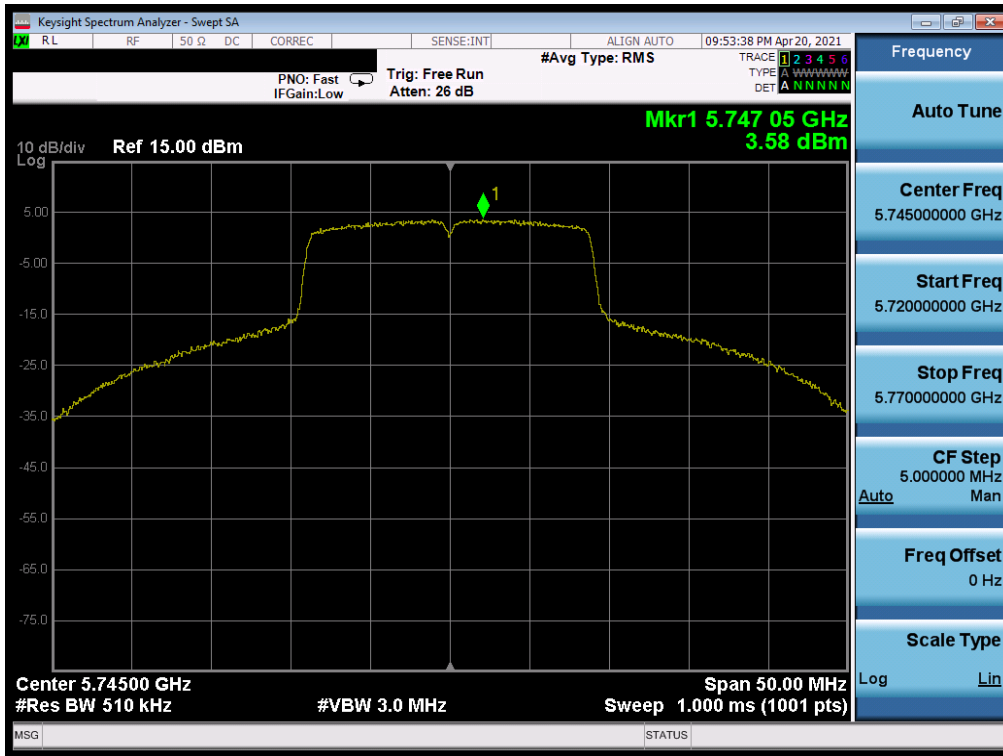 Keysight Spectrum Analyzer - Swept SA
LXI RL RF 50 Ω DC CORREC SENSE:INT ALIGN AUTO 09:53:38 PM Apr 20, 2021
Frequency
#Avg Type: RMS
TRACE 1 2 3 4 5 6
TYPE A WWWWW
DET A N N N N N
PNO: Fast
IFGain:Low
Trig: Free Run
Atten: 26 dB
Mkr1 5.747 05 GHz
3.58 dBm
10 dB/div
Log
Ref 15.00 dBm
1
5.00
-5.00
-15.0
-25.0
-35.0
-45.0
-55.0
-65.0
-75.0
Center 5.74500 GHz
Span 50.00 MHz
#Res BW 510 kHz
#VBW 3.0 MHz
Sweep 1.000 ms (1001 pts)
MSG
STATUS
Auto Tune
Center Freq
5.745000000 GHz
Start Freq
5.720000000 GHz
Stop Freq
5.770000000 GHz
CF Step
5.000000 MHz
Auto Man
Freq Offset
0 Hz
Scale Type
Log Lin